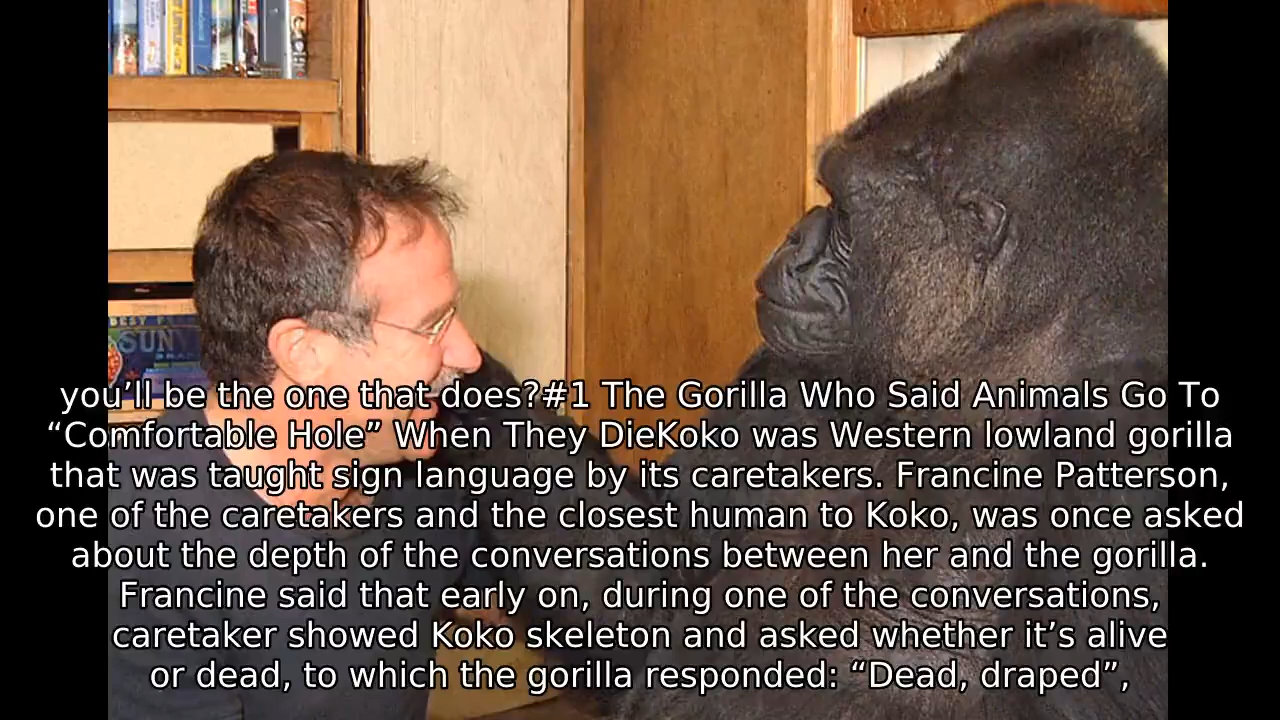 BEST F
SUN
you’ll be the one that does?#1 The Gorilla Who Said Animals Go To
“Comfortable Hole” When They DieKoko was Western lowland gorilla
that was taught sign language by its caretakers. Francine Patterson,
one of the caretakers and the closest human to Koko, was once asked
about the depth of the conversations between her and the gorilla.
Francine said that early on, during one of the conversations,
caretaker showed Koko skeleton and asked whether it’s alive
or dead, to which the gorilla responded: “Dead, draped”,